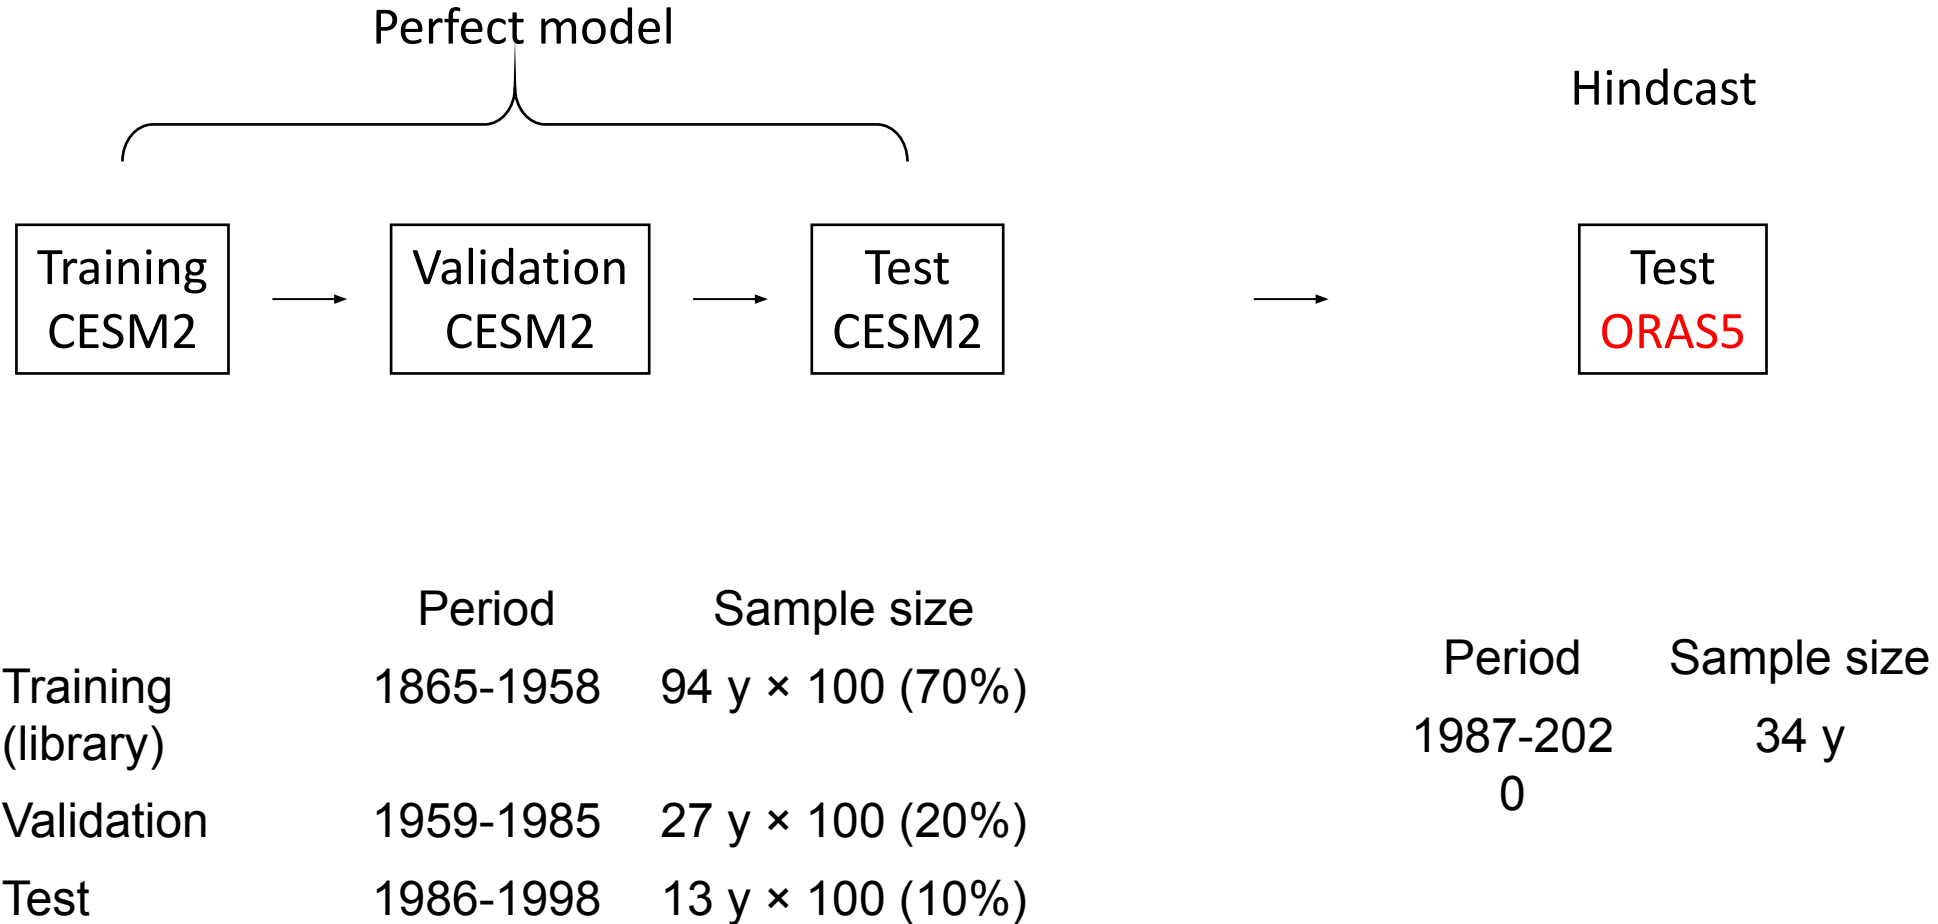 Perfect model
Hindcast
Training
CESM2
Validation
CESM2
Test
CESM2
Test
ORAS5
Period Sample size
Training
(library)
1865-1958 94 y × 100 (70%)
Validation 1959-1985 27 y × 100 (20%)
Test 1986-1998 13 y × 100 (10%)
Period Sample size
1987-202
0
34 y